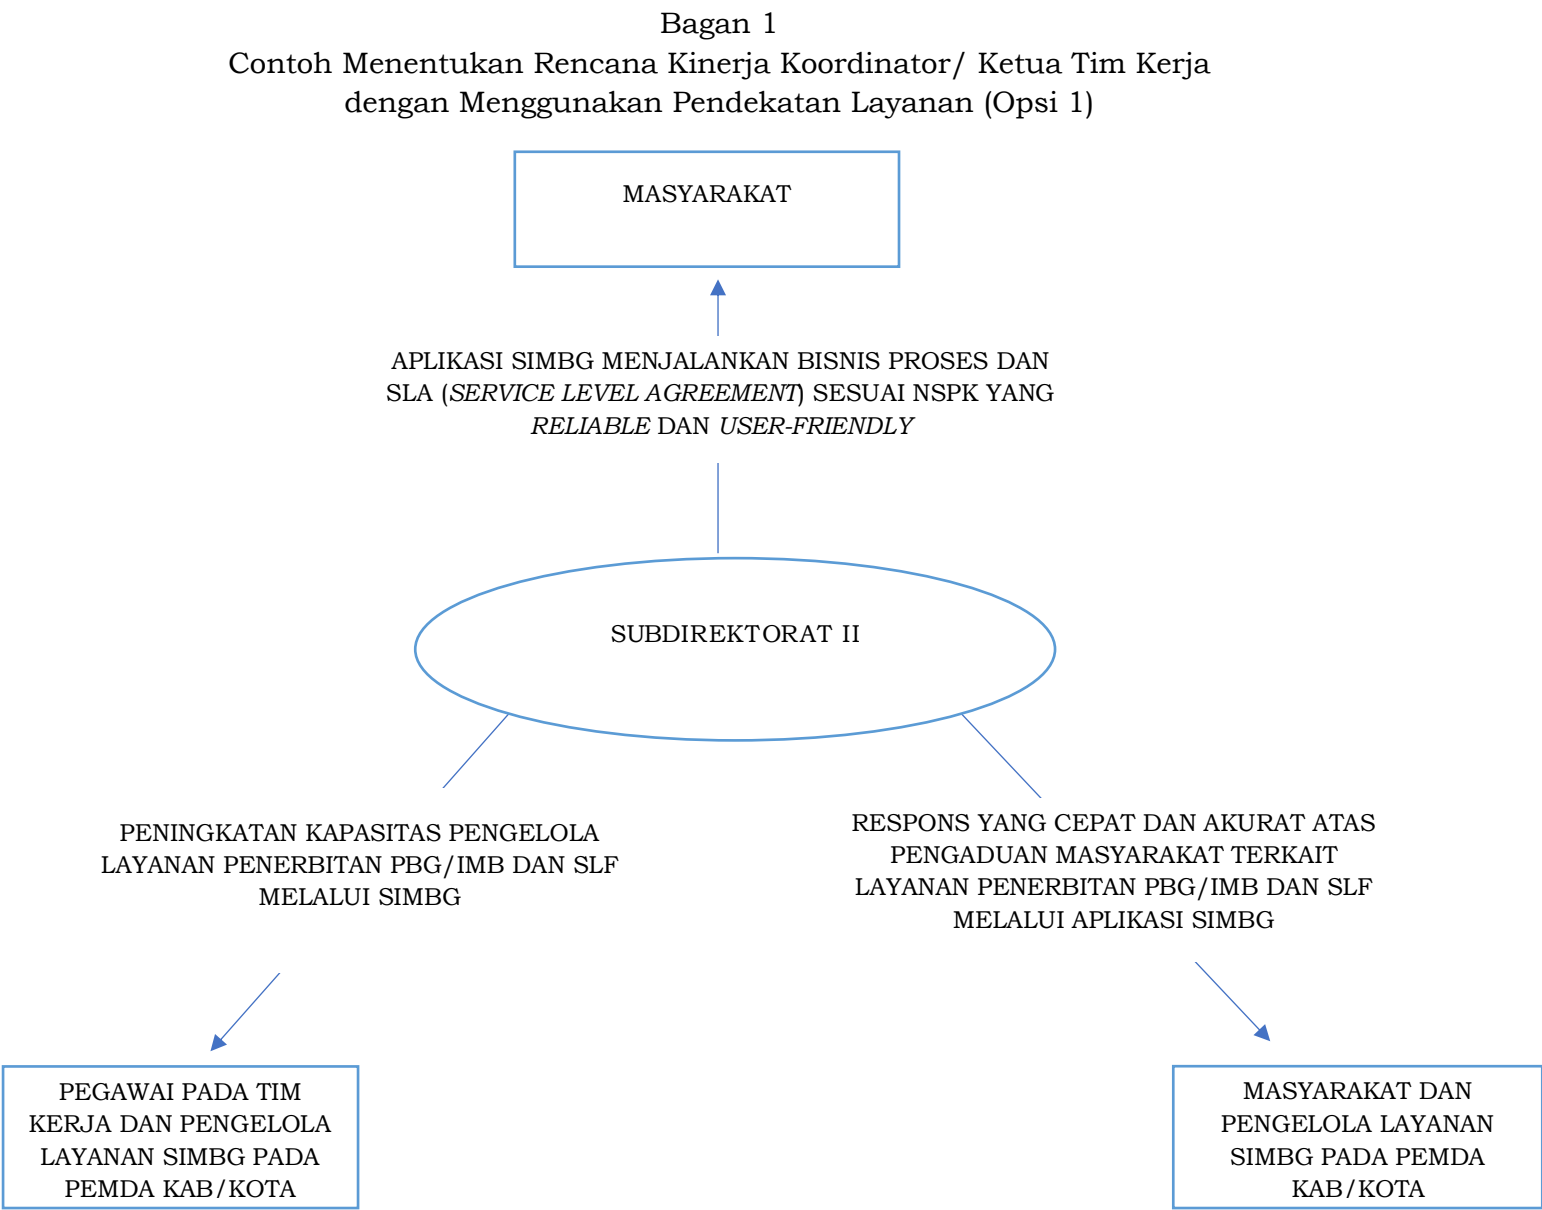 Bagan 1
Contoh Menentukan Rencana Kinerja Koordinator/ Ketua Tim Kerja
dengan Menggunakan Pendekatan Layanan (Opsi 1)
MASYARAKAT
APLIKASI SIMBG MENJALANKAN BISNIS PROSES DAN
SLA (SERVICE LEVEL AGREEMENT) SESUAI NSPK YANG
RELIABLE DAN USER-FRIENDLY
SUBDIREKTORAT II
PENINGKATAN KAPASITAS PENGELOLA
LAYANAN PENERBITAN PBG/IMB DAN SLF
MELALUI SIMBG
RESPONS YANG CEPAT DAN AKURAT ATAS
PENGADUAN MASYARAKAT TERKAIT
LAYANAN PENERBITAN PBG/IMB DAN SLF
MELALUI APLIKASI SIMBG
PEGAWAI PADA TIM
KERJA DAN PENGELOLA
LAYANAN SIMBG PADA
PEMDA KAB/KOTA
MASYARAKAT DAN
PENGELOLA LAYANAN
SIMBG PADA PEMDA
KAB/KOTA